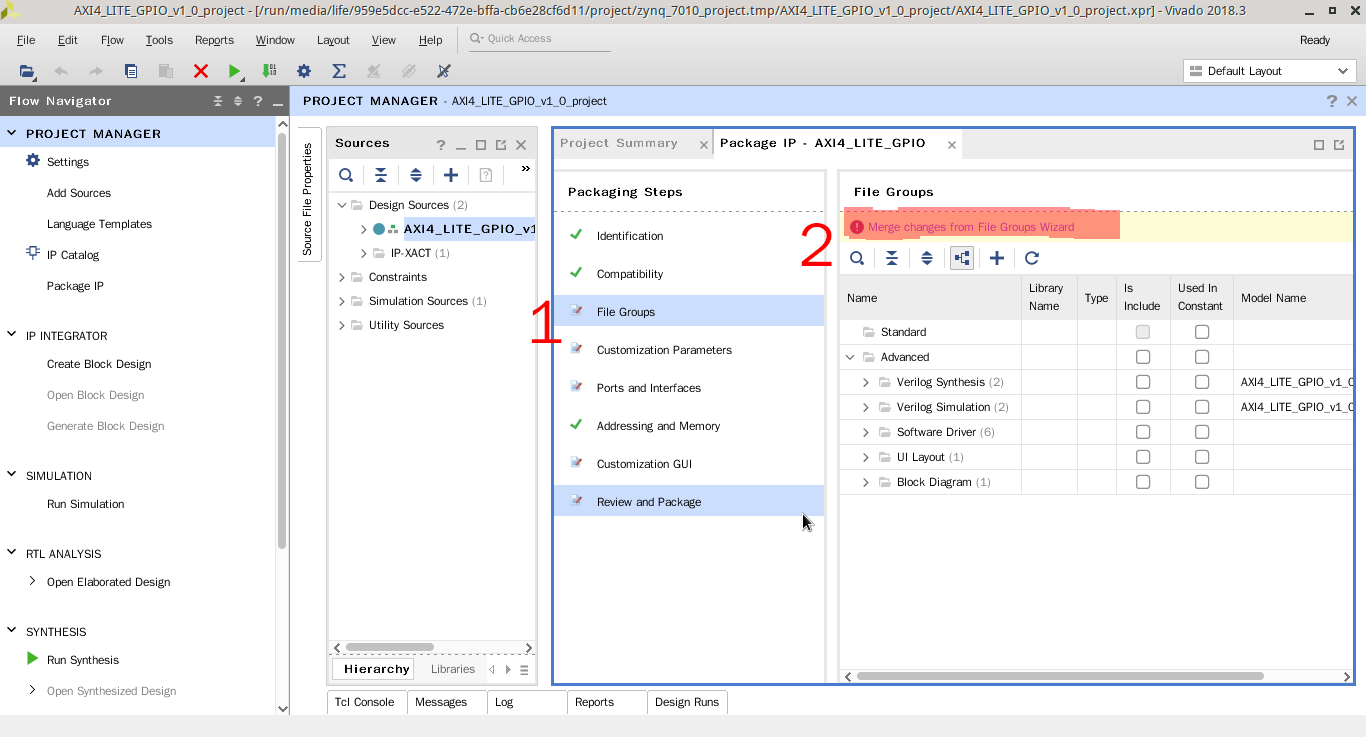 AXI4_LITE_GPIO_v1_0_project - [/run/media/life/959e5dcc-e522-472e-bffa-cb6e28cf6d11/project/zynq_7010_project.tmp/AXI4_LITE_GPIO_v1_0_project/AXI4_LITE_GPIO_v1_0_project.xpr] - Vivado 2018.3
File Edit Flow Tools Reports Window Layout View Help Quick Access Ready
Default Layout
Flow Navigator
PROJECT MANAGER
Settings
Add Sources
Language Templates
IP Catalog
Package IP
IP INTEGRATOR
Create Block Design
Open Block Design
Generate Block Design
SIMULATION
Run Simulation
RTL ANALYSIS
Open Elaborated Design
SYNTHESIS
Run Synthesis
Open Synthesized Design
PROJECT MANAGER - AXI4_LITE_GPIO_v1_0_project
Source File Properties
Sources
Design Sources (2)
AXI4_LITE_GPIO_v1
IP-XACT (1)
Constraints
Simulation Sources (1)
Utility Sources
Hierarchy Libraries
Project Summary Package IP - AXI4_LITE_GPIO
Packaging Steps
Identification
Compatibility
1
File Groups
Customization Parameters
Ports and Interfaces
Addressing and Memory
Customization GUI
Review and Package
File Groups
2
Merge changes from File Groups Wizard
Name Library Name Type Is Include Used In Constant Model Name
Standard
Advanced
Verilog Synthesis (2) AXI4_LITE_GPIO_v1_0
Verilog Simulation (2) AXI4_LITE_GPIO_v1_0
Software Driver (6)
UI Layout (1)
Block Diagram (1)
Tcl Console Messages Log Reports Design Runs